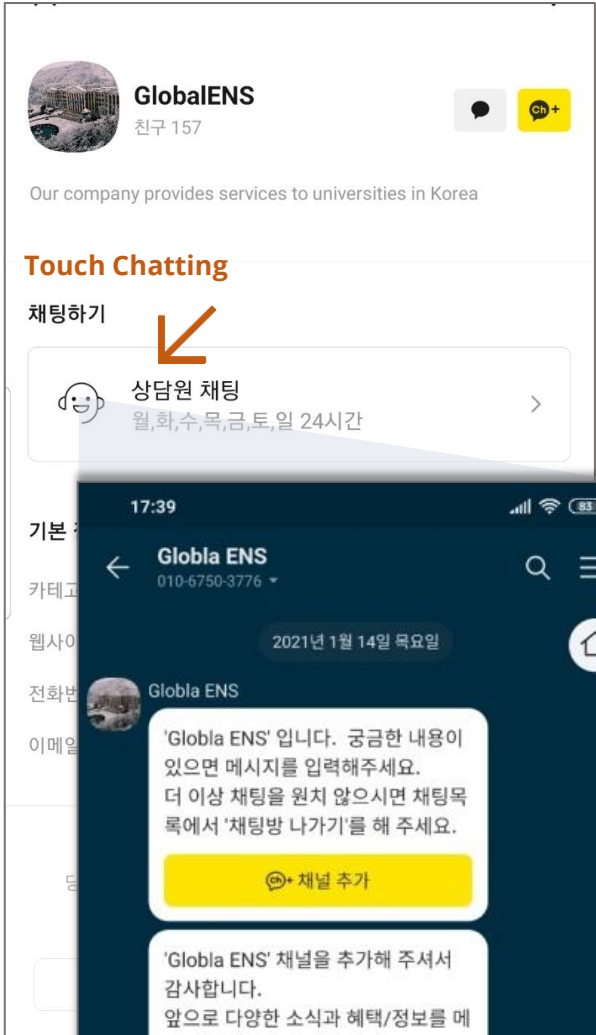 GlobalENS
친구 157
Ch+
Our company provides services to universities in Korea
Touch Chatting
채팅하기
상담원 채팅
월,화,수,목,금,토,일 24시간
기본
카테고
웹사이
전화번
이메일
17:39
83
Globla ENS
010-6750-3776
2021년 1월 14일 목요일
Globla ENS
'Globla ENS' 입니다. 궁금한 내용이
있으면 메시지를 입력해주세요.
더 이상 채팅을 원치 않으시면 채팅목
록에서 '채팅방 나가기'를 해 주세요.
Ch+ 채널 추가
'Globla ENS' 채널을 추가해 주셔서
감사합니다.
앞으로 다양한 소식과 혜택/정보를 메